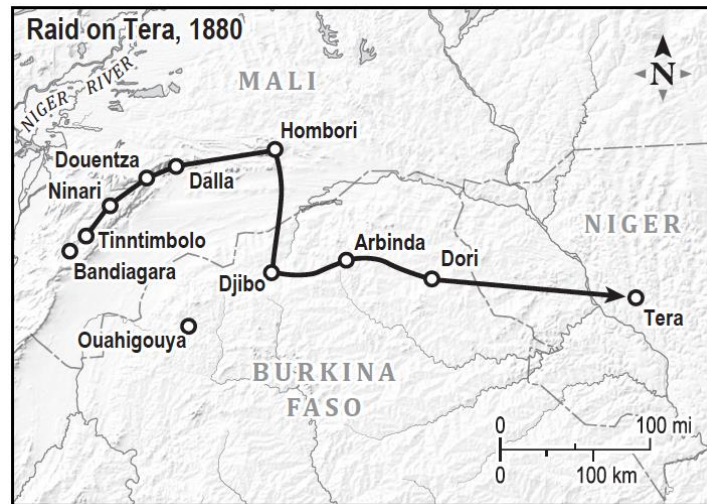 Raid on Tera, 1880
N
NIGER RIVER
MALI
Hombori
Douentza
Dalla
Ninari
Tinntimbolo
Bandiagara
NIGER
Arbinda
Dori
Djibo
Tera
Ouahigouya
BURKINA
FASO
0 100 mi
0 100 km